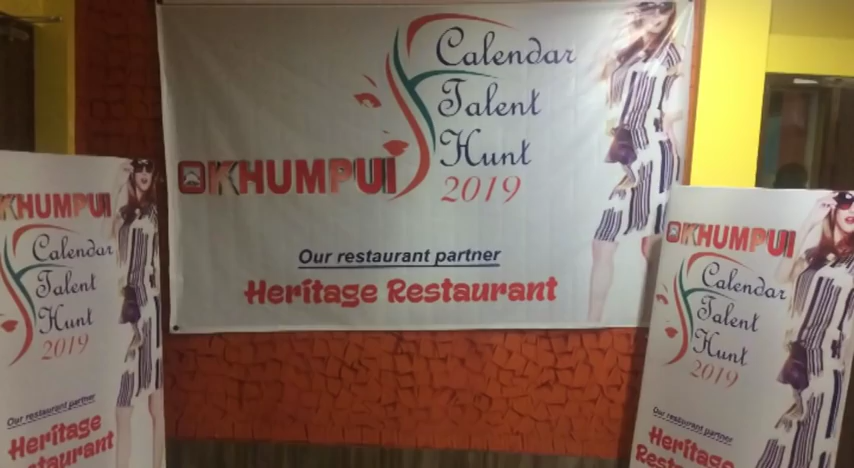 Calendar
Talent
Hunt
2019
KHUMPUI
Our restaurant partner
Heritage Restaurant
KHUMPUI
Calendar
Talent
Hunt
2019
Our restaurant partner
Heritage
Restaurant
KHUMPUI
Calendar
Talent
Hunt
2019
Our restaurant partner
Heritage